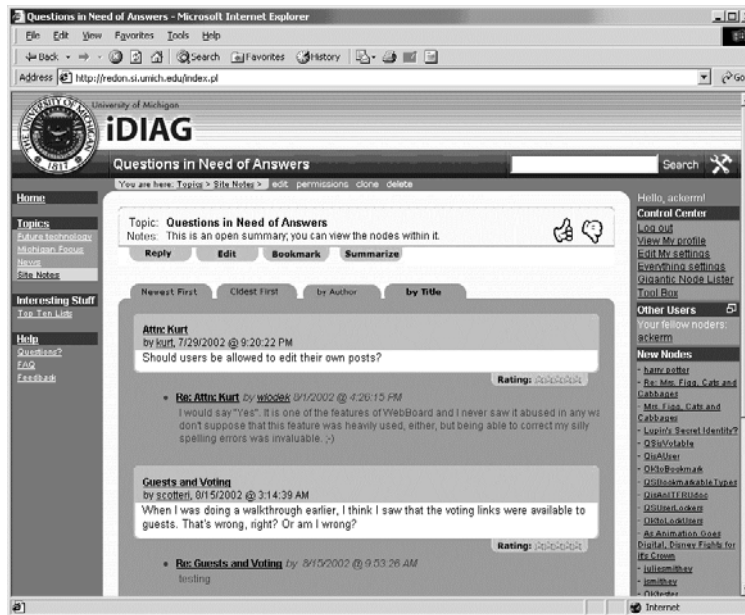 Questions in Need of Answers - Microsoft Internet Explorer
File Edit View Favorites Tools Help
Back Search Favorites History
Address http://redon.si.umich.edu/index.pl Go
THE UNIVERSITY OF MICHIGAN 1817
University of Michigan
iDIAG
Questions in Need of Answers
Search
You are here: Topics > Site Notes > edit permissions clone delete
Home
Topics
Future technology
Michigan Focus
News
Site Notes
Interesting Stuff
Top Ten Lists
Help
Questions?
FAQ
Feedback
Topic: Questions in Need of Answers
Notes: This is an open summary; you can view the nodes within it.
Reply Edit Bookmark Summarize
Newest First Oldest First by Author by Title
Attn: Kurt
by kurt, 7/29/2002 @ 9:20:22 PM
Should users be allowed to edit their own posts?
Rating:
Re: Attn: Kurt by wlodek 8/1/2002 @ 4:26:15 PM
I would say "Yes". It is one of the features of WebBoard and I never saw it abused in any wa
don't suppose that this feature was heavily used, either, but being able to correct my silly
spelling errors was invaluable. ;-)
Guests and Voting
by scotteri, 8/15/2002 @ 3:14:39 AM
When I was doing a walkthrough earlier, I think I saw that the voting links were available to
guests. That's wrong, right? Or am I wrong?
Rating:
Re: Guests and Voting by 8/15/2002 @ 9:53:26 AM
testing
Hello, ackerm!
Control Center
Log out
View My profile
Edit My settings
Everything settings
Gigantic Node Lister
Tool Box
Other Users
Your fellow noders:
ackerm
New Nodes
- harry potter
- Re: Mrs. Figg, Cats and
Cabbages
- Mrs. Figg, Cats and
Cabbages
- Lupin's Secret Identity?
- QSisVotable
- QisAUser
- OKtoBookmark
- QSBookmarkableTypes
- QisAnITERUdoc
- QSUserLockers
- OKtoLockUsers
- As Animation Goes
Digital, Disney Fights for
it's Crown
- juliesmithey
- jsmithey
- OKtester
Internet